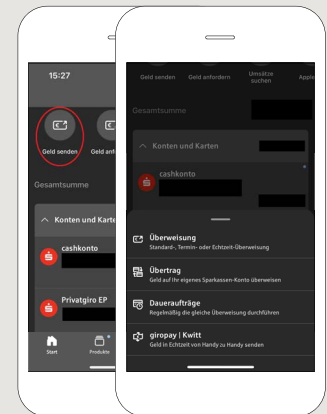 15:27
Geld senden
Geld anf
Gesamtsumme
Konten und Karte
cashkonto
Privatgiro EP
Start
Produkte
Geld senden
Geld anfordern
Umsätze
suchen
Apple
Gesamtsumme
Konten und Karten
cashkonto
Überweisung
Standard-, Termin- oder Echtzeit-Überweisung
Übertrag
Geld auf Ihr eigenes Sparkassen-Konto überweisen
Daueraufträge
Regelmäßig die gleiche Überweisung durchführen
giropay | Kwitt
Geld in Echtzeit von Handy zu Handy senden